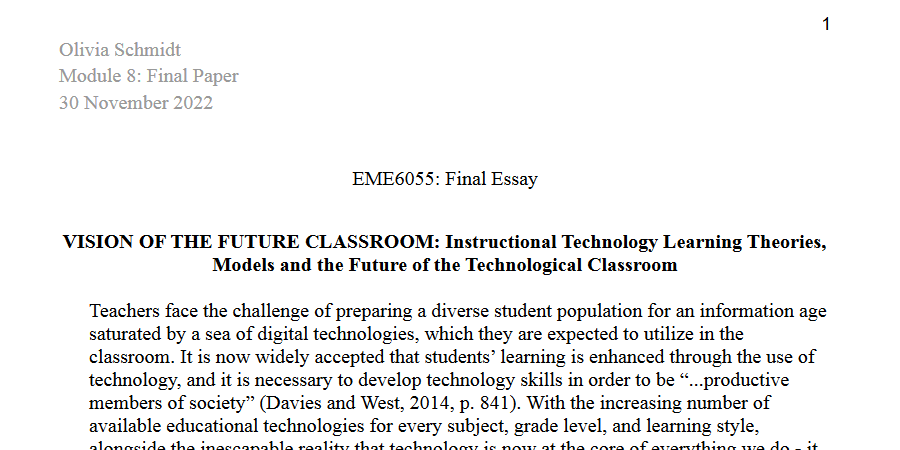 1
Olivia Schmidt
Module 8: Final Paper
30 November 2022
EME6055: Final Essay
VISION OF THE FUTURE CLASSROOM: Instructional Technology Learning Theories,
Models and the Future of the Technological Classroom
Teachers face the challenge of preparing a diverse student population for an information age
saturated by a sea of digital technologies, which they are expected to utilize in the
classroom. It is now widely accepted that students’ learning is enhanced through the use of
technology, and it is necessary to develop technology skills in order to be “...productive
members of society” (Davies and West, 2014, p. 841). With the increasing number of
available educational technologies for every subject, grade level, and learning style,
alongside the inescapable reality that technology is now at the core of everything we do - it